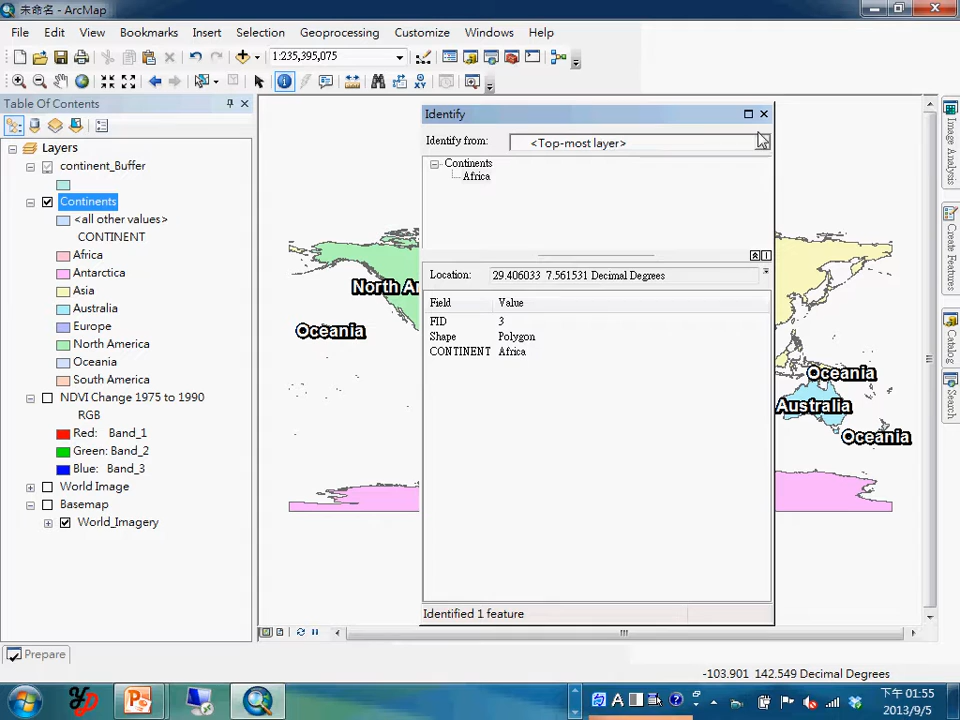 未命名 - ArcMap
File Edit View Bookmarks Insert Selection Geoprocessing Customize Windows Help
1:235,395,075
Table Of Contents
Layers
continent_Buffer
Continents
<all other values>
CONTINENT
Africa
Antarctica
Asia
Australia
Europe
North America
Oceania
South America
NDVI Change 1975 to 1990
RGB
Red: Band_1
Green: Band_2
Blue: Band_3
World Image
Basemap
World_Imagery
Prepare
Identify
Identify from: <Top-most layer>
Continents
Africa
Location: 29.406033 7.561531 Decimal Degrees
Field Value
FID 3
Shape Polygon
CONTINENT Africa
Identified 1 feature
North A
Oceania
Oceania
Australia
Oceania
Image Analysis
Create Features
Catalog
Search
-103.901 142.549 Decimal Degrees
下午 01:55
2013/9/5